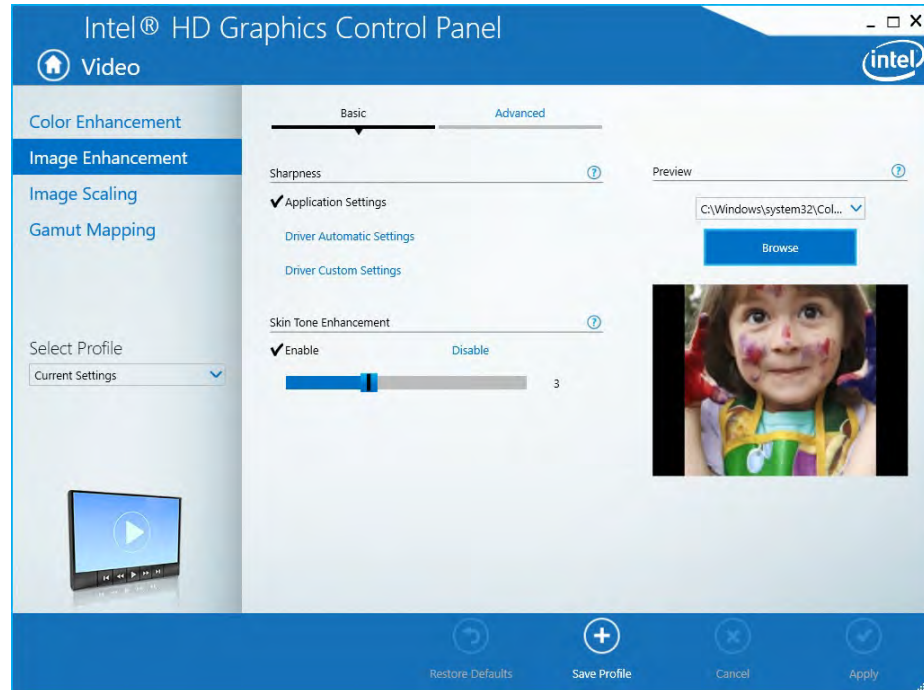 Intel® HD Graphics Control Panel
Video
intel
Color Enhancement
Image Enhancement
Image Scaling
Gamut Mapping
Select Profile
Current Settings
Basic
Advanced
Sharpness
?
Application Settings
Driver Automatic Settings
Driver Custom Settings
Skin Tone Enhancement
?
Enable
Disable
3
Preview
?
C:\Windows\system32\Col...
Browse
Restore Defaults
Save Profile
Cancel
Apply